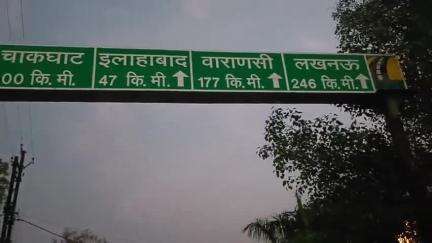 चाकघाट इलाहाबाद वाराणसी लखनऊ
00 कि.मी. 47 कि.मी. 177 कि.मी. 246 कि.मी.